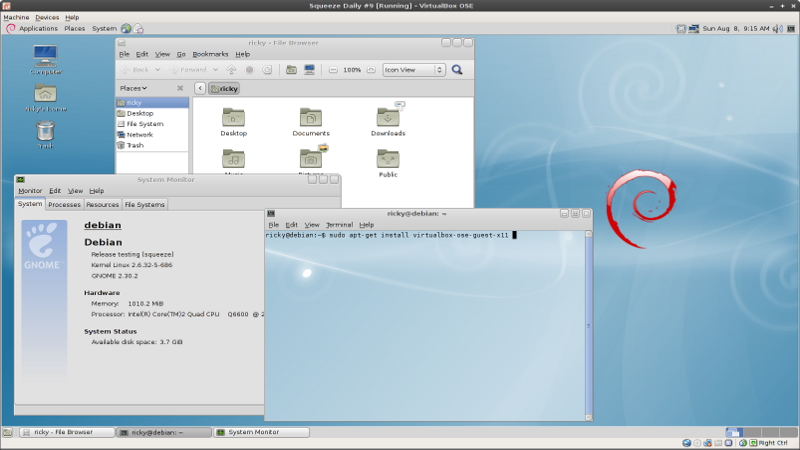 Squeeze Daily #9 [Running] - VirtualBox OSE
Machine Devices Help
Applications Places System
Sun Aug 8, 9:15 AM
Computer
ricky's Home
Trash
ricky - File Browser
File Edit View Go Bookmarks Help
Back Forward 100% Icon View
Places ricky
ricky
Desktop
File System
Network
Trash
Desktop Documents Downloads
Music Pictures Public
System Monitor
Monitor Edit View Help
System Processes Resources File Systems
GNOME
debian
Debian
Release testing (squeeze)
Kernel Linux 2.6.32-5-686
GNOME 2.30.2
Hardware
Memory: 1010.2 MiB
Processor: Intel(R) Core(TM)2 Quad CPU Q6600 @ 2
System Status
Available disk space: 3.7 GiB
ricky@debian: ~
File Edit View Terminal Help
ricky@debian:~$ sudo apt-get install virtualbox-ose-guest-x11
ricky - File Browser
ricky@debian: ~
System Monitor
Right Ctrl